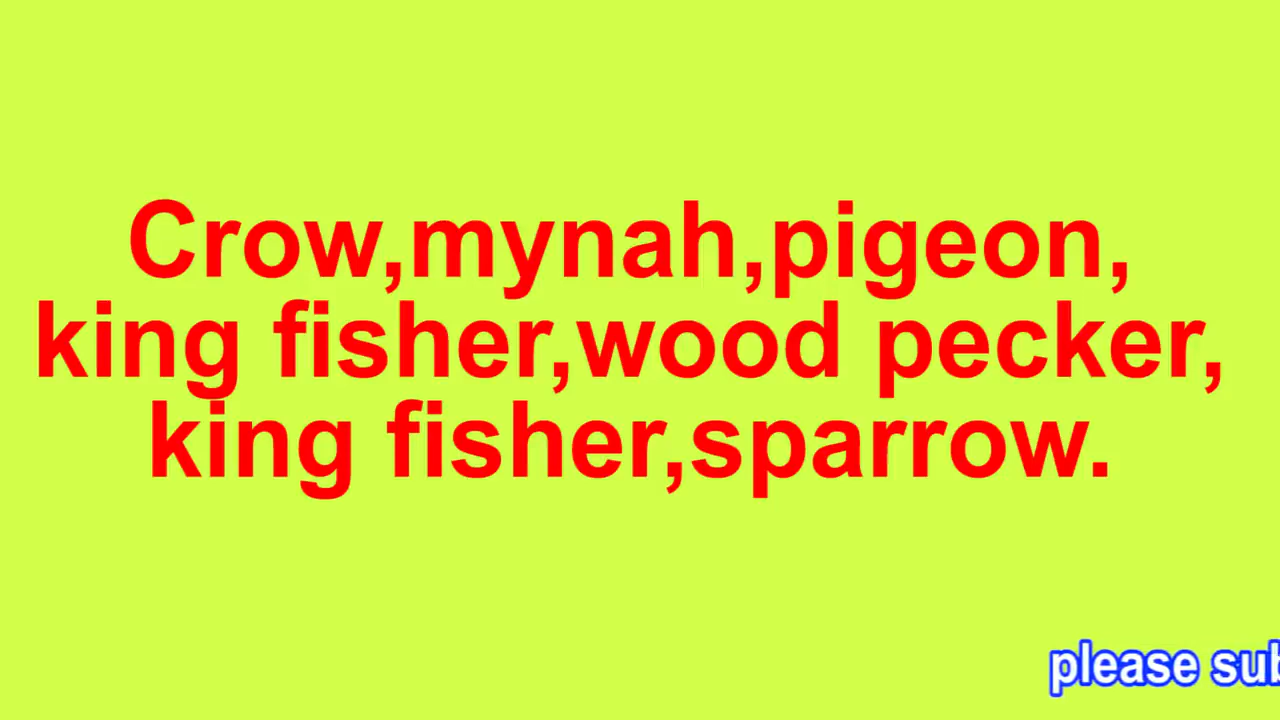 Crow,mynah,pigeon,
king fisher,wood pecker,
king fisher,sparrow.
please sub